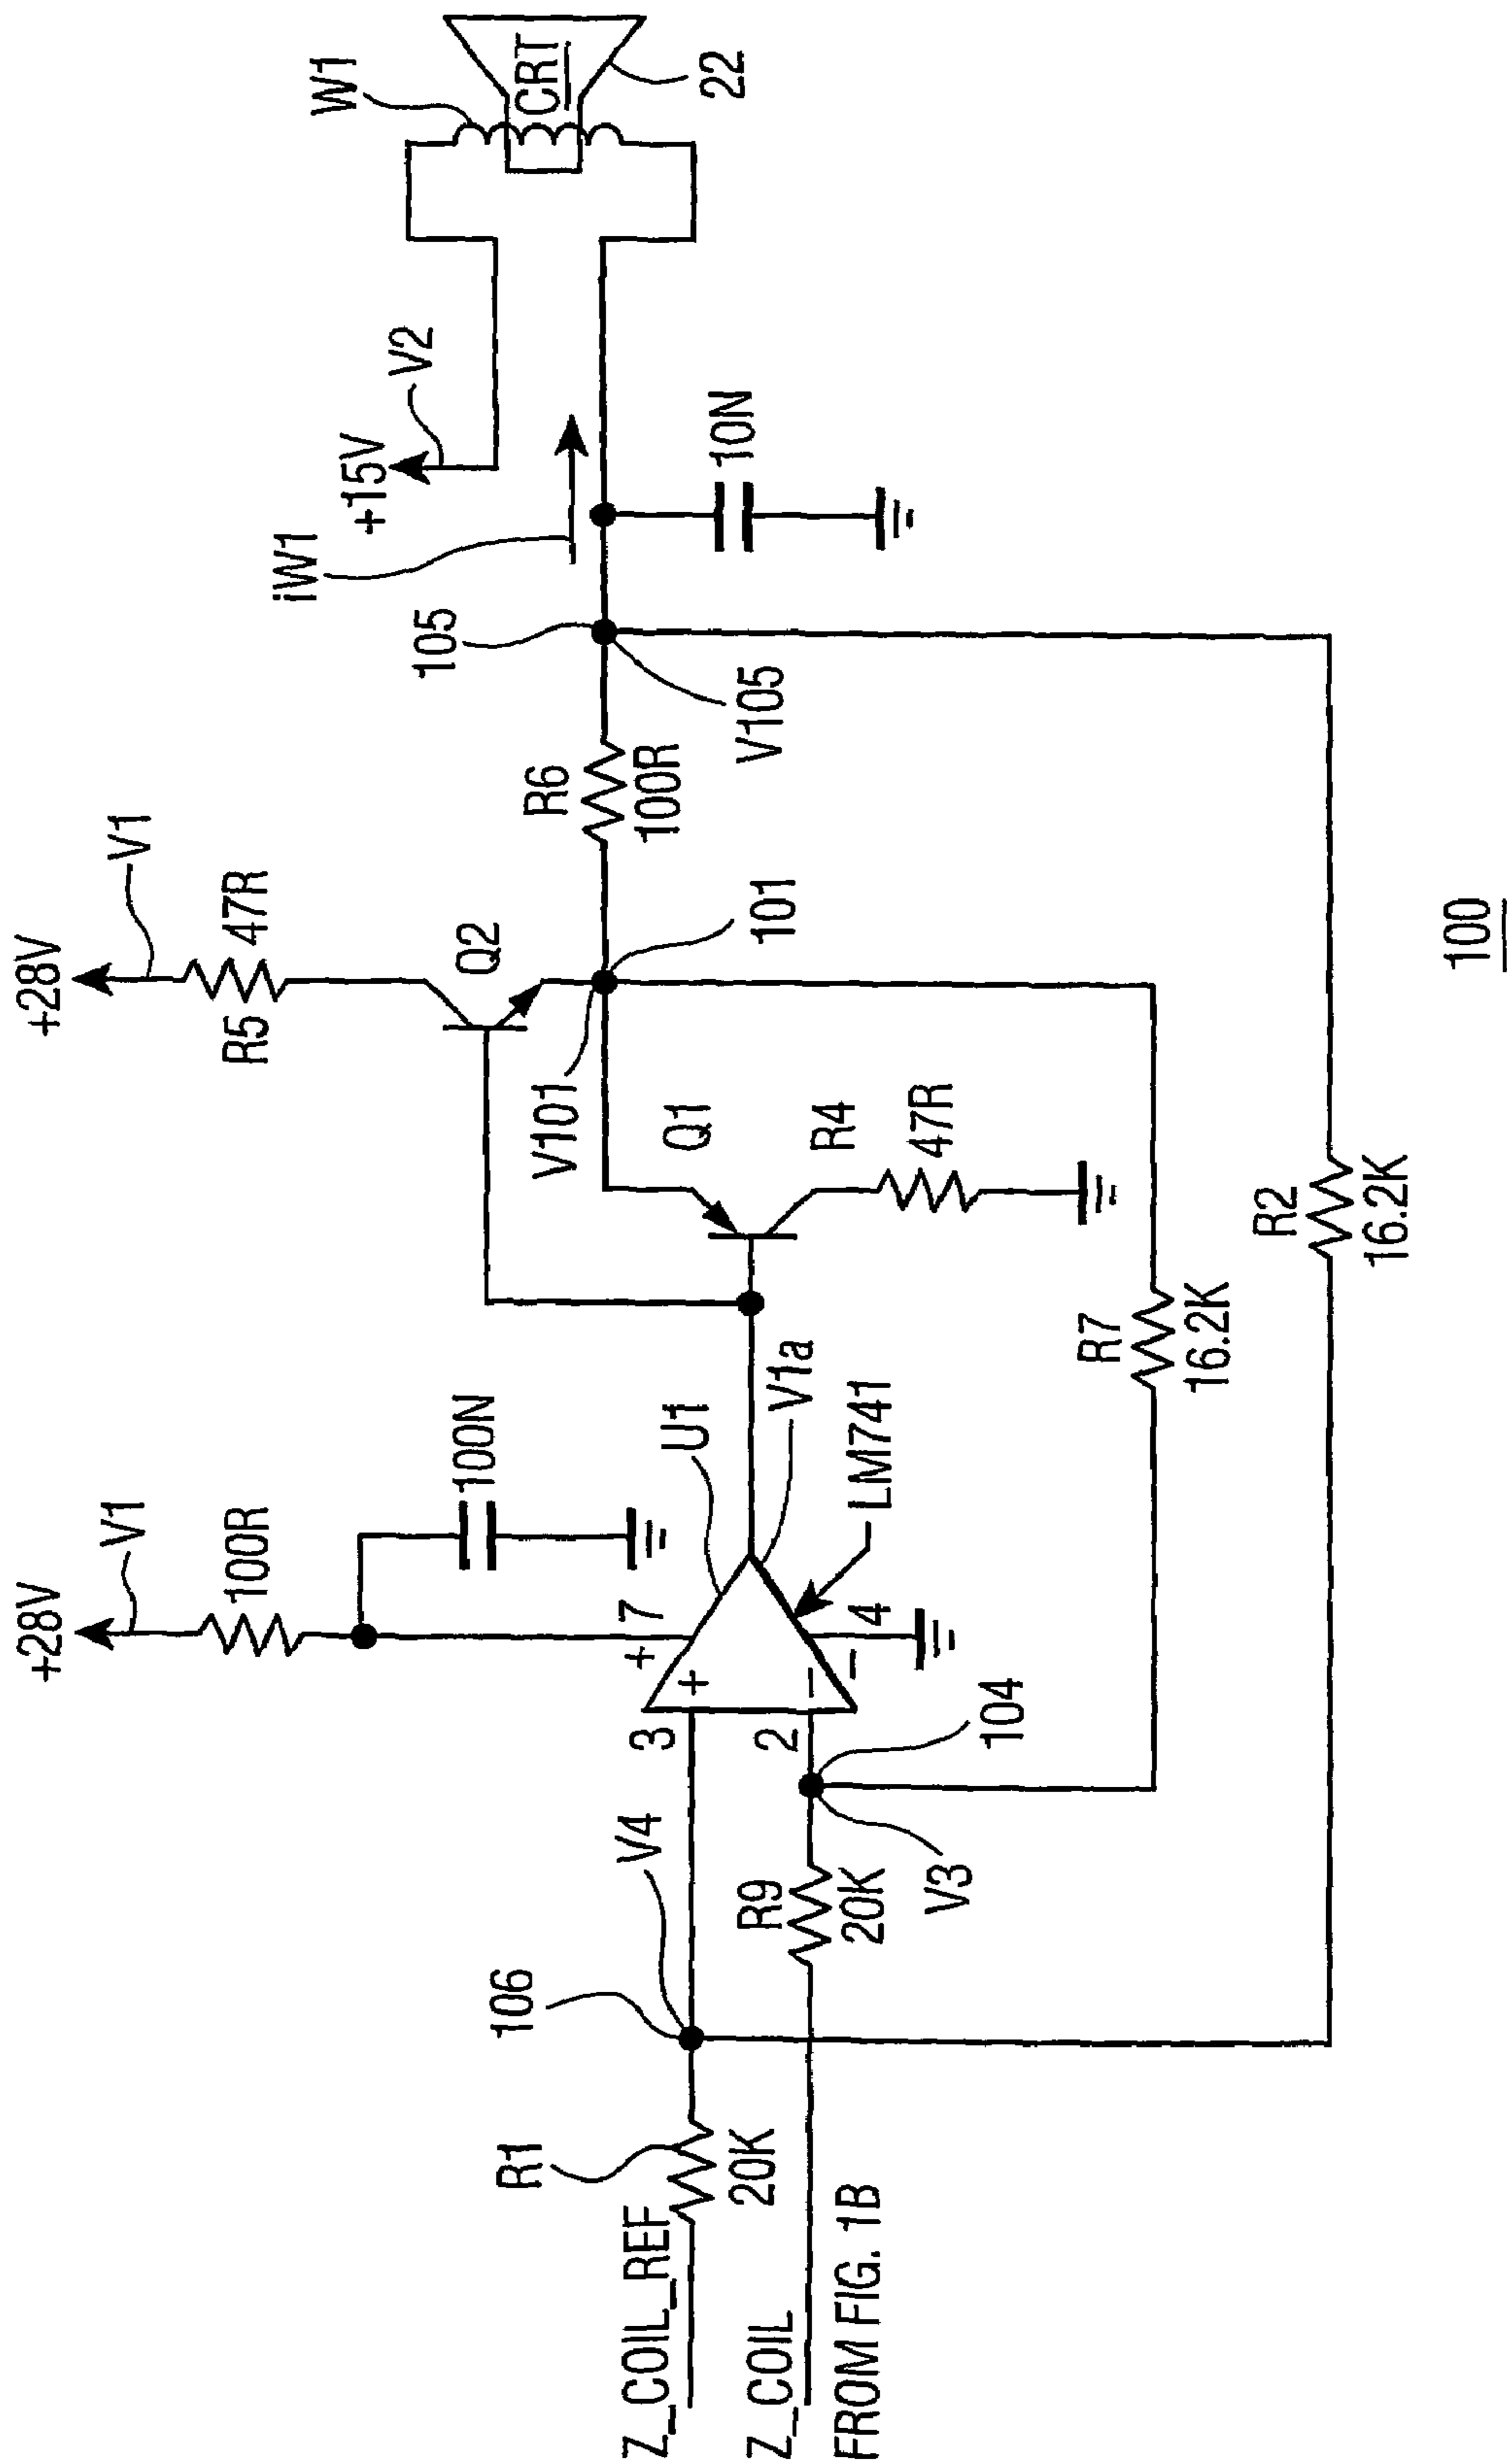 +28V
V1
100R
100N
+28V
V1
R5
47R
Q2
iW1
+15V
V2
W1
CRT
22
106
V4
3
+
7
+
U1
V101
101
R6
100R
105
V105
10N
Z_COIL_REF
R1
20K
Z_COIL
R9
20K
2
−
4
−
V1a
LM741
Q1
R4
47R
FROM FIG. 1B
V3
104
R7
16.2K
R2
16.2K
100